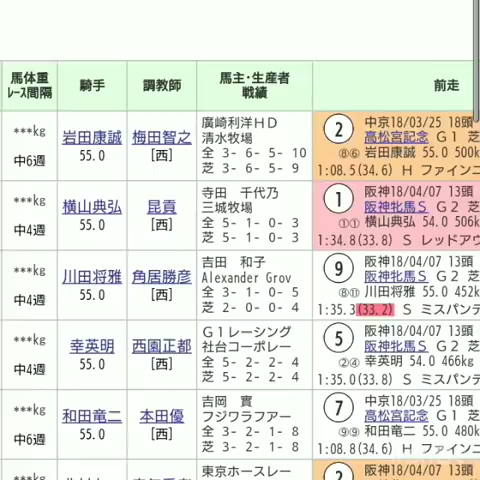 馬体重
ﾚｰｽ間隔
騎手
調教師
馬主・生産者
戦績
前走
***kg
中6週
岩田康誠
55.0
梅田智之
[西]
廣崎利洋ＨＤ
清水牧場
全 3- 6- 5- 10
芝 3- 6- 5- 9
2
中京18/03/25 18頭
高松宮記念 Ｇ１ 芝
⑧⑥ 岩田康誠 55.0 500k
1:08.5(34.6) Ｈ ファインニ
***kg
中4週
横山典弘
55.0
昆貢
[西]
寺田 千代乃
三城牧場
全 5- 1- 0- 3
芝 5- 1- 0- 3
1
阪神18/04/07 13頭
阪神牝馬Ｓ Ｇ２ 芝
①① 横山典弘 54.0 506k
1:34.8(33.8) Ｓ レッドアウ
***kg
中4週
川田将雅
55.0
角居勝彦
[西]
吉田 和子
Alexander Grov
全 3- 1- 0- 5
芝 2- 0- 0- 4
9
阪神18/04/07 13頭
阪神牝馬Ｓ Ｇ２ 芝
⑧⑪ 川田将雅 55.0 452k
1:35.3(33.2) Ｓ ミスパンテ
***kg
中4週
幸英明
55.0
西園正都
[西]
Ｇ１レーシング
社台コーポレー
全 5- 2- 2- 4
芝 5- 2- 2- 4
5
阪神18/04/07 13頭
阪神牝馬Ｓ Ｇ２ 芝
②④ 幸英明 54.0 466kg
1:35.0(33.8) Ｓ ミスパンテ
***kg
中6週
和田竜二
55.0
本田優
[西]
吉岡 實
フジワラフアー
全 3- 2- 1- 8
芝 3- 2- 1- 8
7
中京18/03/25 18頭
高松宮記念 Ｇ１ 芝
⑨⑨ 和田竜二 55.0 480k
1:08.8(34.6) Ｈ ファインニ
***kg
東京ホースレー
阪神18/04/07 13頭